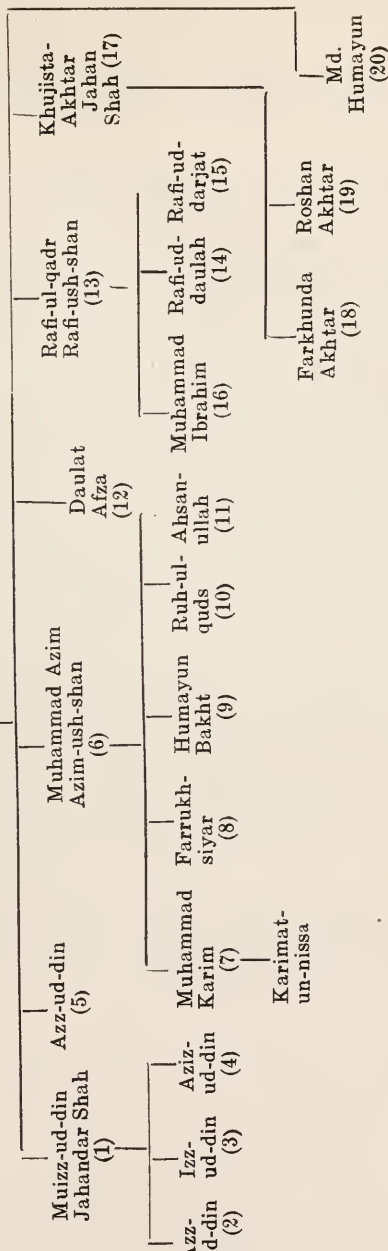 Muizz-ud-din
Jahandar Shah
(1)
Azz-ud-din
(5)
Muhammad Azim
Azim-ush-shan
(6)
Daulat
Afza
(12)
Rafi-ul-qadr
Rafi-ush-shan
(13)
Khujista-
Akhtar
Jahan
Shah (17)
Azz-
ud-din
(2)
Izz-
ud-din
(3)
Aziz-
ud-din
(4)
Muhammad
Karim
(7)
Farrukh-
siyar
(8)
Humayun
Bakht
(9)
Ruh-ul-
quds
(10)
Ahsan-
ullah
(11)
Muhammad
Ibrahim
(16)
Rafi-ud-
daulah
(14)
Rafi-ud-
darjat
(15)
Karimat-
un-nissa
Farkhunda
Akhtar
(18)
Roshan
Akhtar
(19)
Md.
Humayun
(20)